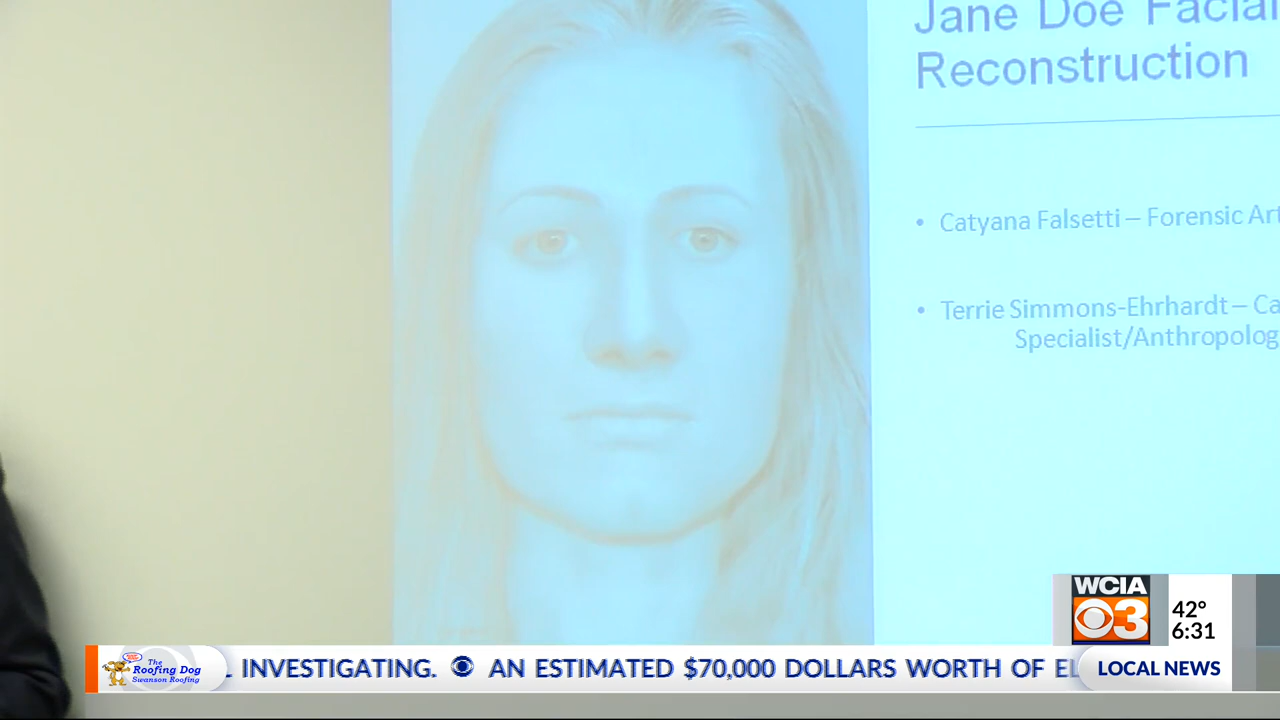 Jane Doe Facial
Reconstruction
• Catyana Falsetti – Forensic Art
• Terrie Simmons-Ehrhardt – Ca
Specialist/Anthropolog
WCIA
3
42°
6:31
The
Roofing Dog
Swanson Roofing
INVESTIGATING. AN ESTIMATED $70,000 DOLLARS WORTH OF EL
LOCAL NEWS